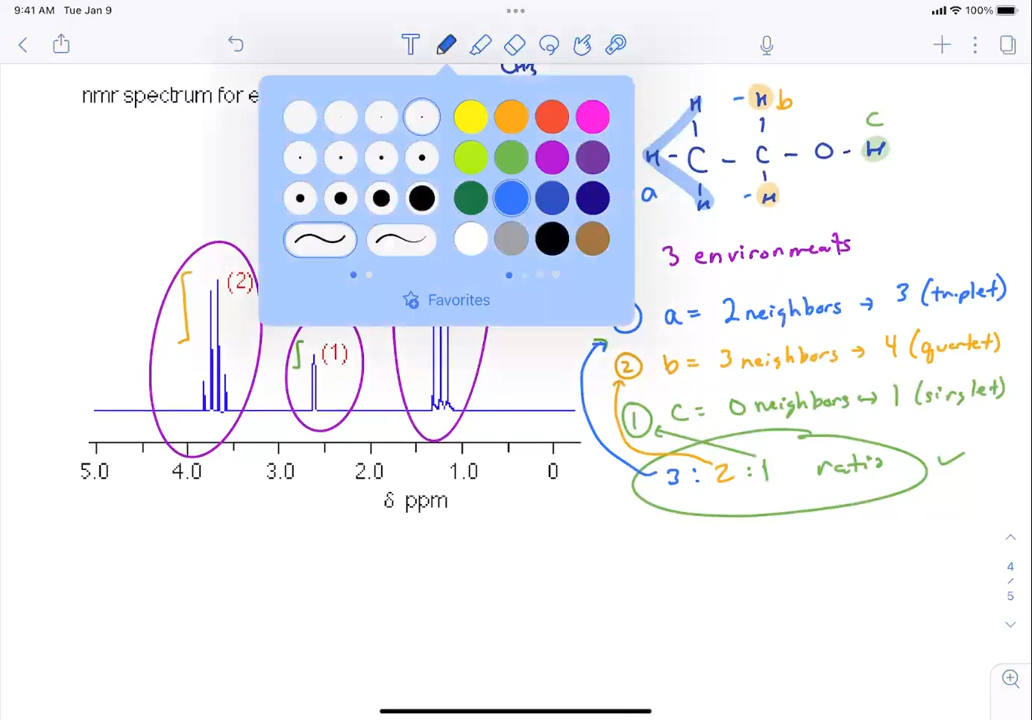 9:41 AM Tue Jan 9
100%
T
CH3
nmr spectrum for e
H - H b
C
H - C - C - O - H
a H - H
3 environments
Favorites
(2)
(1)
a = 2 neighbors → 3 (triplet)
② b = 3 neighbors → 4 (quartet)
① C = 0 neighbors → 1 (singlet)
3 : 2 : 1 ratio ✓
5.0 4.0 3.0 2.0 1.0 0
δ ppm
4
/
5